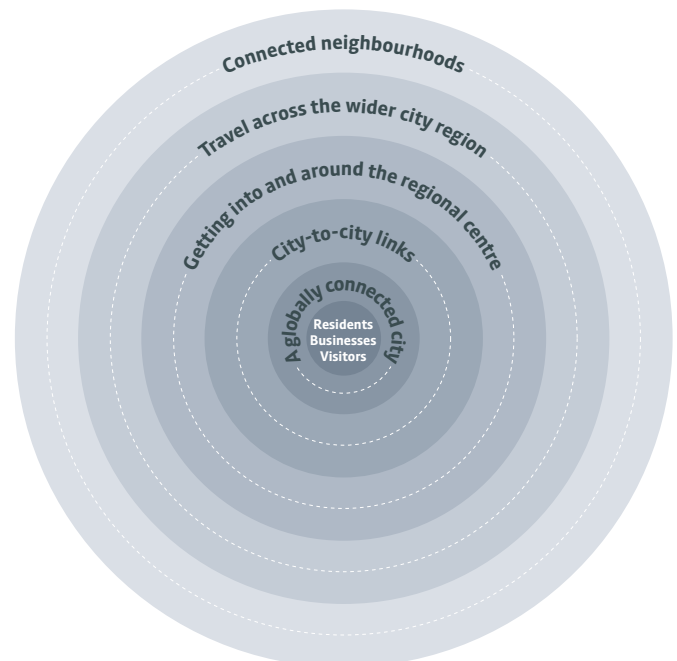 Connected neighbourhoods
Travel across the wider city region
Getting into and around the regional centre
City-to-city links
A globally connected city
Residents
Businesses
Visitors